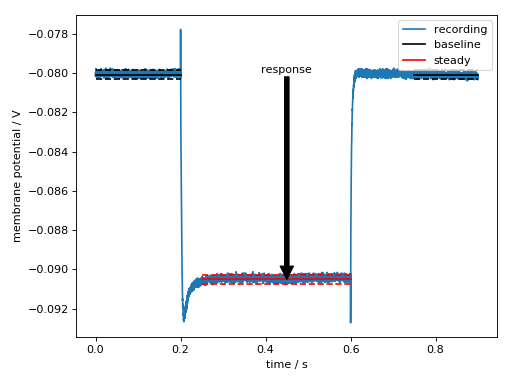 −0.078
−0.080
−0.082
−0.084
−0.086
−0.088
−0.090
−0.092
membrane potential / V
response
recording
baseline
steady
0.0
0.2
0.4
0.6
0.8
time / s